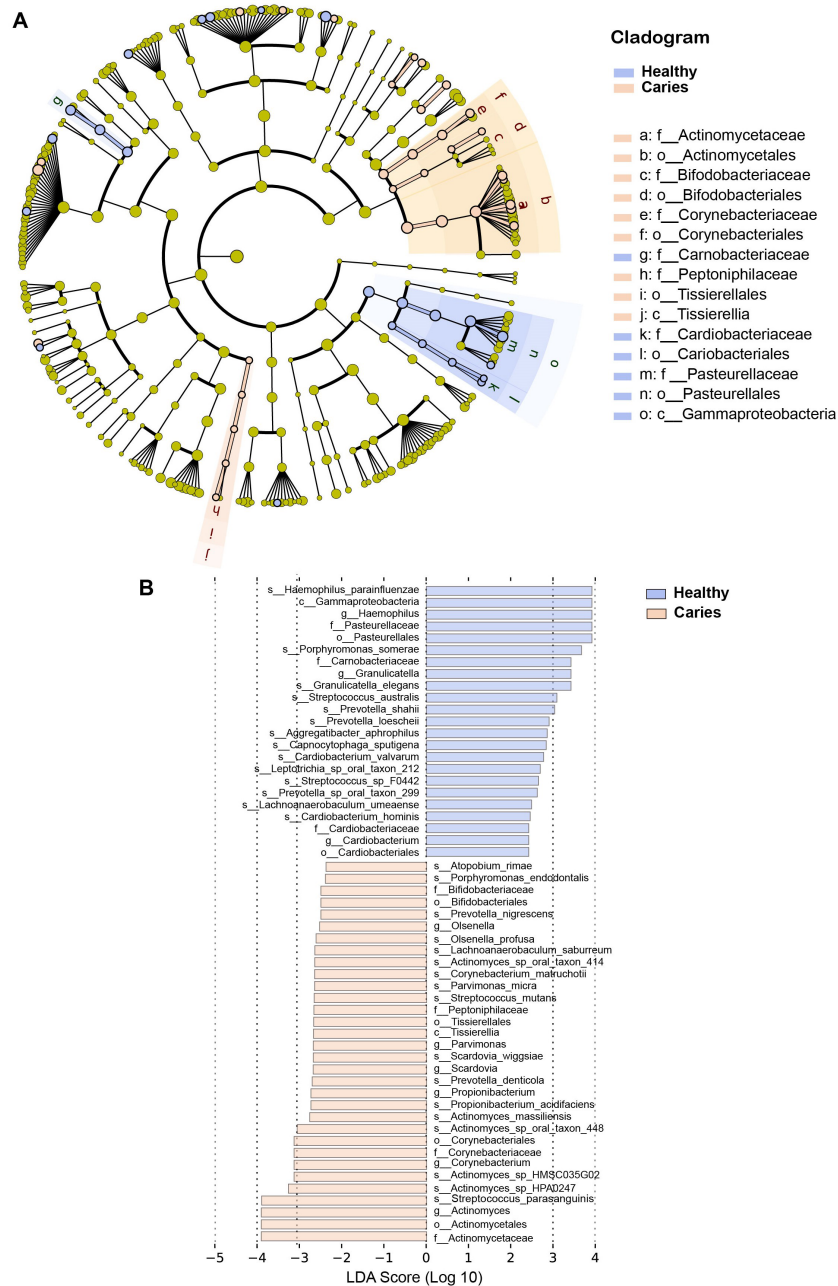 A
Cladogram
Healthy
Caries
a: f__Actinomycetaceae
b: o__Actinomycetales
c: f__Bifodobacteriaceae
d: o__Bifodobacteriales
e: f__Corynebacteriaceae
f: o__Corynebacteriales
g: f__Carnobacteriaceae
h: f__Peptoniphilaceae
i: o__Tissierellales
j: c__Tissierellia
k: f__Cardiobacteriaceae
l: o__Cariobacteriales
m: f __Pasteurellaceae
n: o__Pasteurellales
o: c__Gammaproteobacteria
g
f
e
d
c
b
a
m
n
o
k
l
h
i
j
B
Healthy
Caries
s__Haemophilus_parainfluenzae
c__Gammaproteobacteria
g__Haemophilus
f__Pasteurellaceae
o__Pasteurellales
s__Porphyromonas_somerae
f__Carnobacteriaceae
g__Granulicatella
s__Granulicatella_elegans
s__Streptococcus_australis
s__Prevotella_shahii
s__Prevotella_loescheii
s__Aggregatibacter_aphrophilus
s__Capnocytophaga_sputigena
s__Cardiobacterium_valvarum
s__Leptotrichia_sp_oral_taxon_212
s__Streptococcus_sp_F0442
s__Prevotella_sp_oral_taxon_299
s__Lachnoanaerobaculum_umeaense
s__Cardiobacterium_hominis
f__Cardiobacteriaceae
g__Cardiobacterium
o__Cardiobacteriales
s__Atopobium_rimae
s__Porphyromonas_endodontalis
f__Bifidobacteriaceae
o__Bifidobacteriales
s__Prevotella_nigrescens
g__Olsenella
s__Olsenella_profusa
s__Lachnoanaerobaculum_saburreum
s__Actinomyces_sp_oral_taxon_414
s__Corynebacterium_matruchotii
s__Parvimonas_micra
s__Streptococcus_mutans
f__Peptoniphilaceae
o__Tissierellales
c__Tissierellia
g__Parvimonas
s__Scardovia_wiggsiae
g__Scardovia
s__Prevotella_denticola
g__Propionibacterium
s__Propionibacterium_acidifaciens
s__Actinomyces_massiliensis
s__Actinomyces_sp_oral_taxon_448
o__Corynebacteriales
f__Corynebacteriaceae
g__Corynebacterium
s__Actinomyces_sp_HMSC035G02
s__Actinomyces_sp_HPA0247
s__Streptococcus_parasanguinis
g__Actinomyces
o__Actinomycetales
f__Actinomycetaceae
−5 −4 −3 −2 −1 0 1 2 3 4
LDA Score (Log 10)